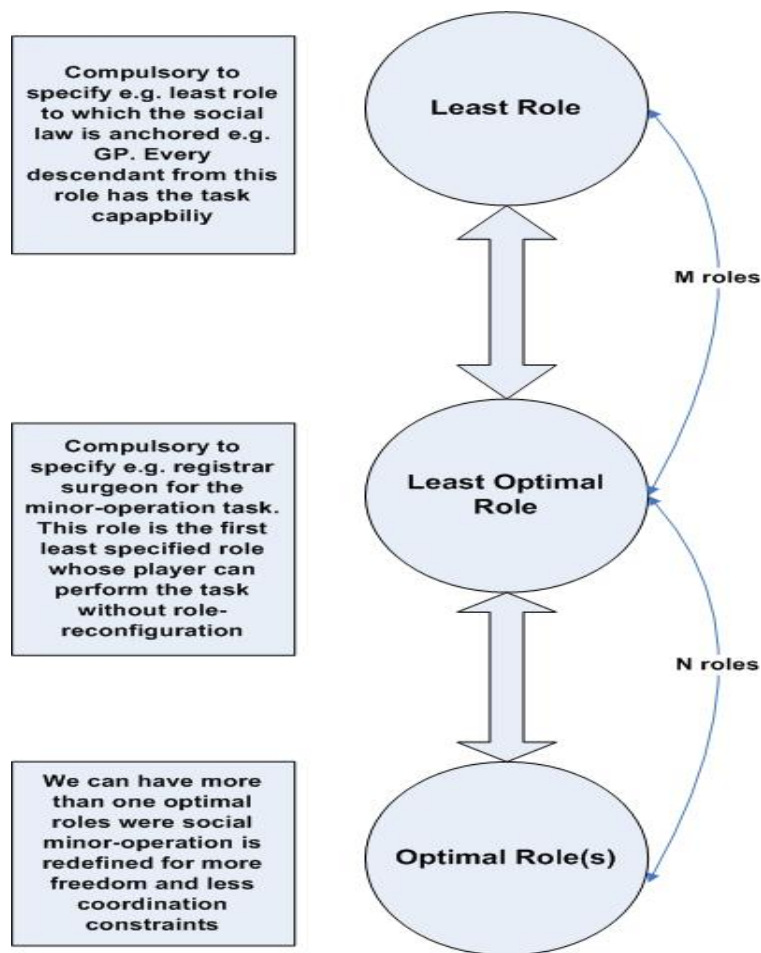 Compulsory to
specify e.g. least role
to which the social
law is anchored e.g.
GP. Every
descendant from this
role has the task
capapbiliy
Least Role
M roles
Compulsory to
specify e.g. registrar
surgeon for the
minor-operation task.
This role is the first
least specified role
whose player can
perform the task
without role-
reconfiguration
Least Optimal
Role
N roles
We can have more
than one optimal
roles were social
minor-operation is
redefined for more
freedom and less
coordination
constraints
Optimal Role(s)